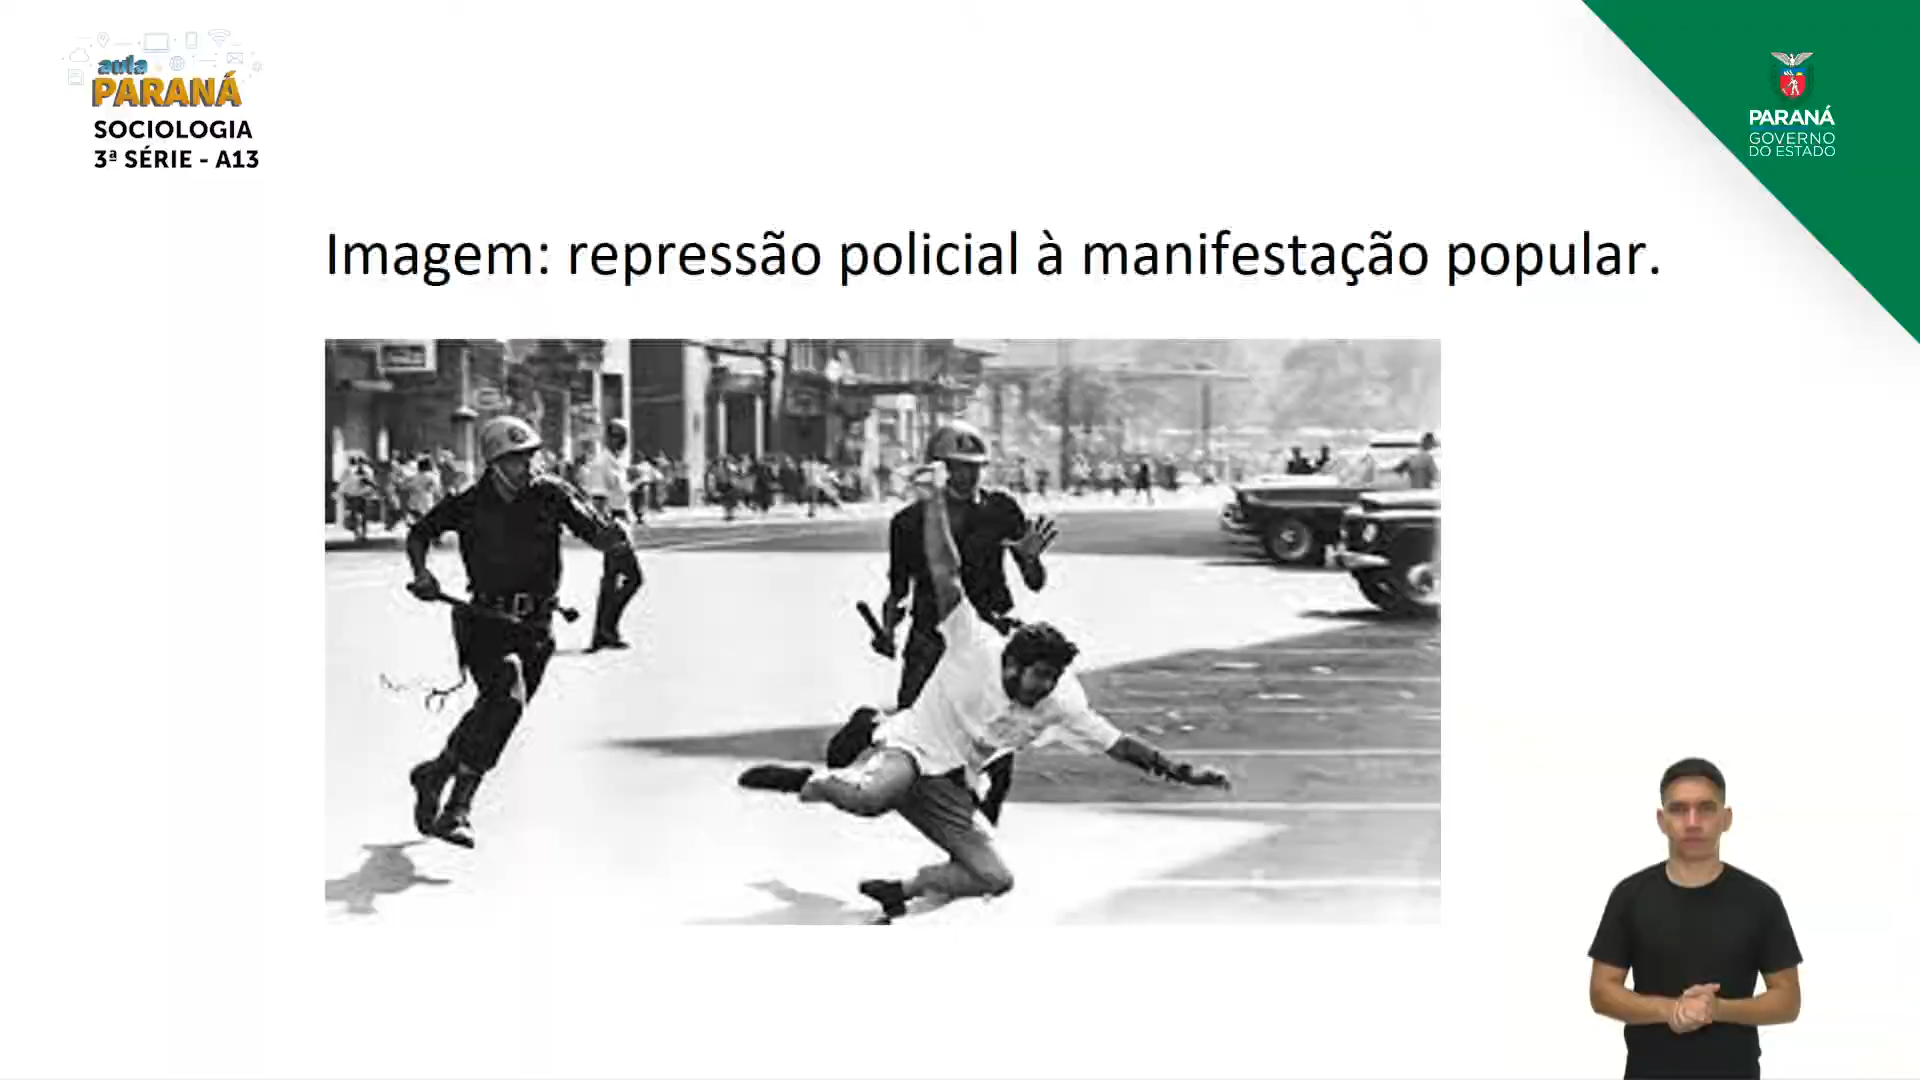 aula
PARANÁ
SOCIOLOGIA
3ª SÉRIE - A13
PARANÁ
GOVERNO
DO ESTADO
Imagem: repressão policial à manifestação popular.